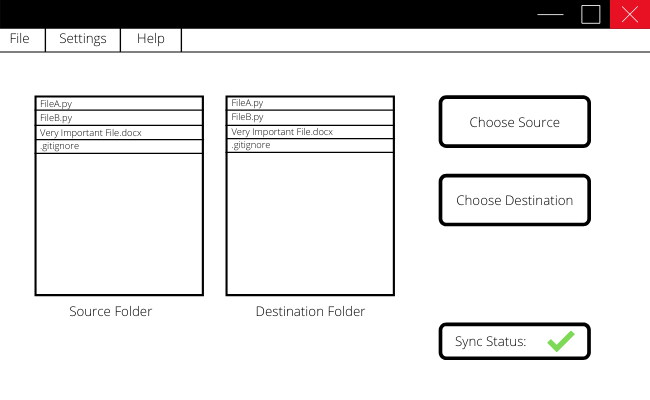 File
Settings
Help
FileA.py
FileB.py
Very Important File.docx
.gitignore
Source Folder
FileA.py
FileB.py
Very Important File.docx
.gitignore
Destination Folder
Choose Source
Choose Destination
Sync Status: